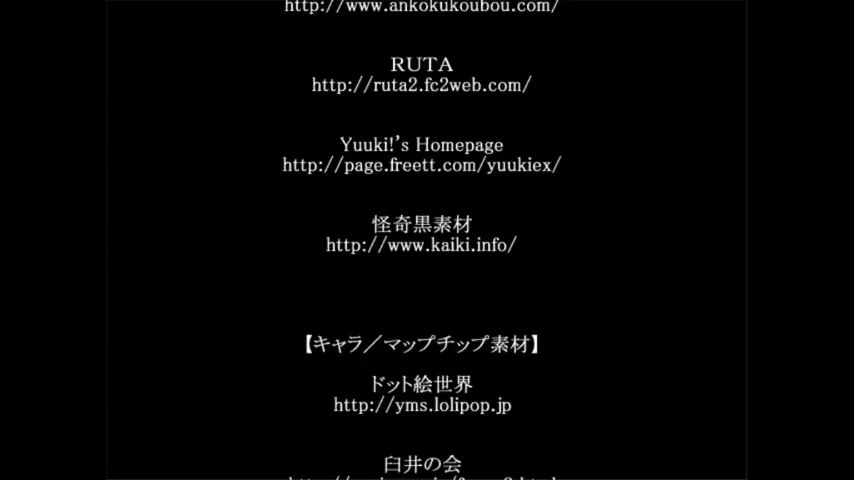 http://www.ankokukoubou.com/
RUTA
http://ruta2.fc2web.com/
Yuuki!'s Homepage
http://page.freett.com/yuukiex/
怪奇黒素材
http://www.kaiki.info/
【キャラ／マップチップ素材】
ドット絵世界
http://yms.lolipop.jp
臼井の会